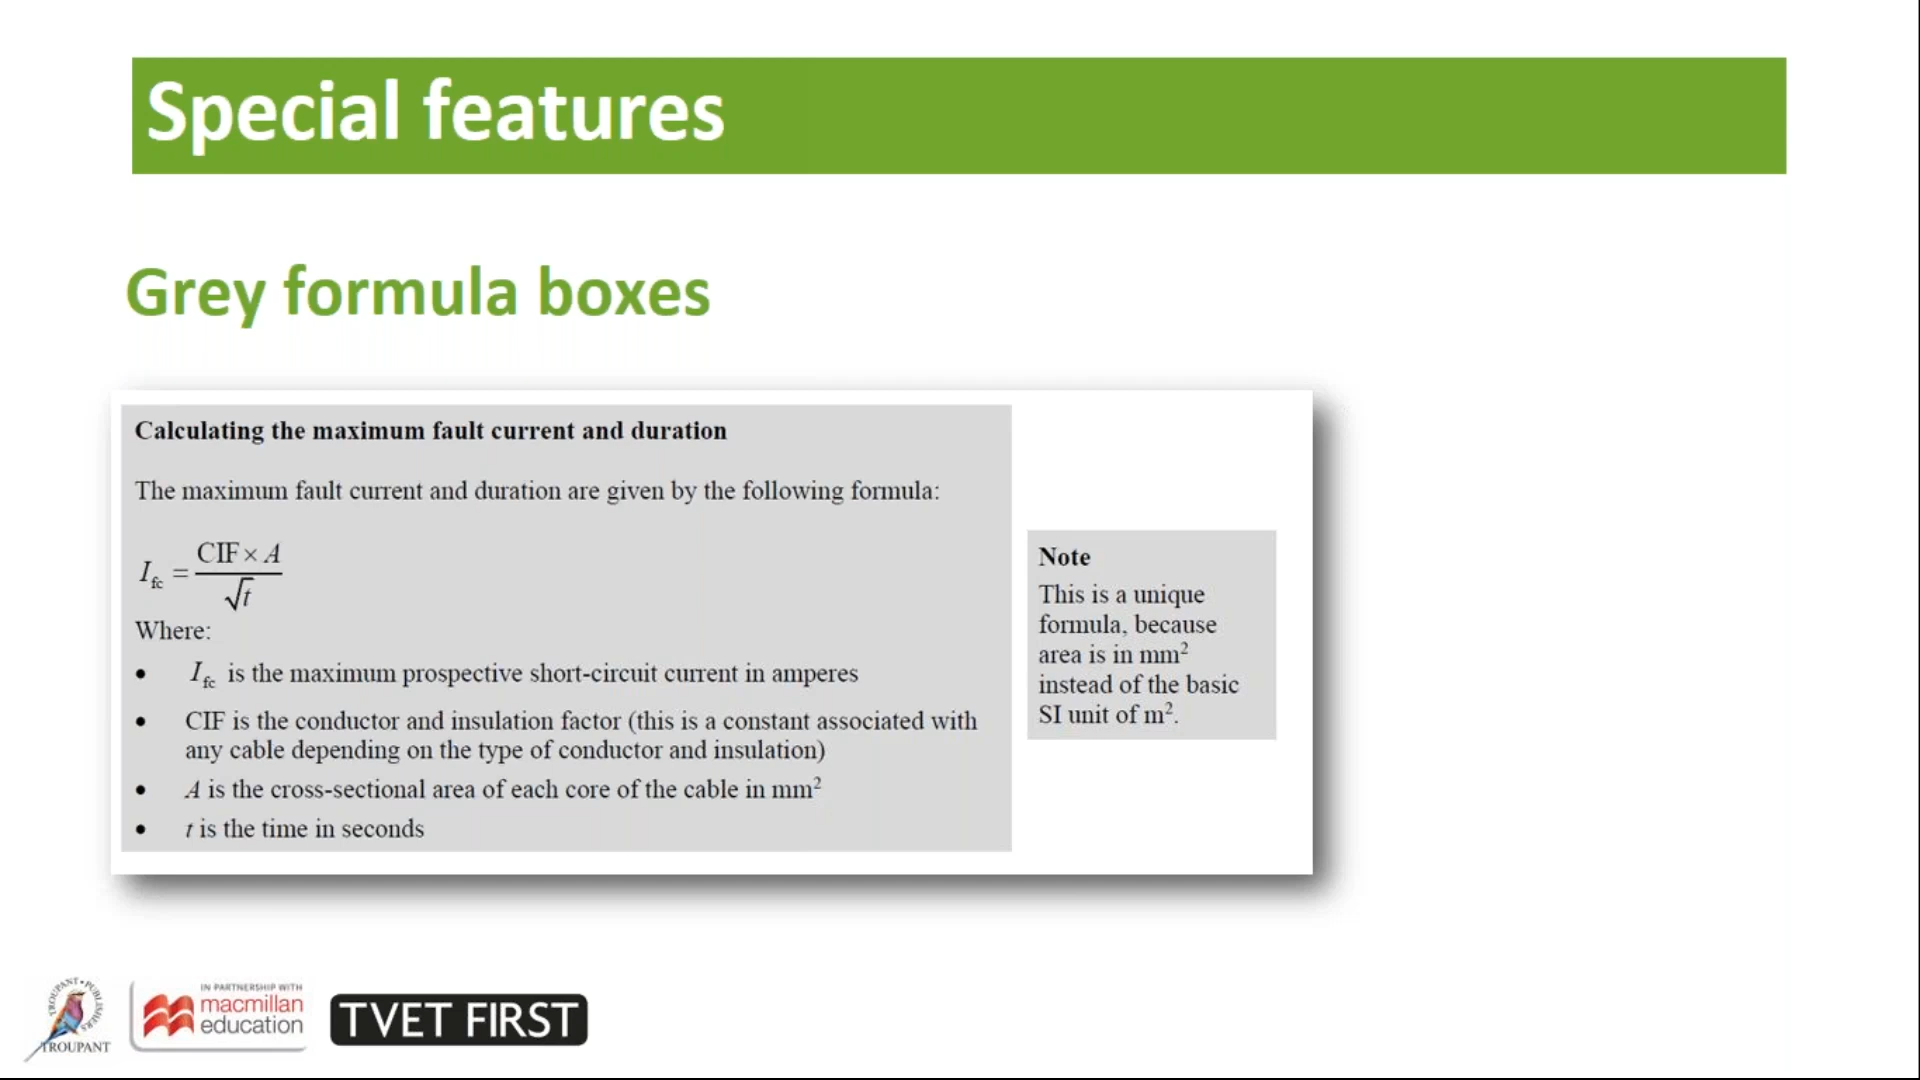 Special features
Grey formula boxes
Calculating the maximum fault current and duration
The maximum fault current and duration are given by the following formula:
I_fc = (CIF × A) / √t
Where:
• I_fc is the maximum prospective short-circuit current in amperes
• CIF is the conductor and insulation factor (this is a constant associated with
any cable depending on the type of conductor and insulation)
• A is the cross-sectional area of each core of the cable in mm²
• t is the time in seconds
Note
This is a unique
formula, because
area is in mm²
instead of the basic
SI unit of m².
TROUPANT • PUBLISHERS
TROUPANT
IN PARTNERSHIP WITH
macmillan
education
TVET FIRST